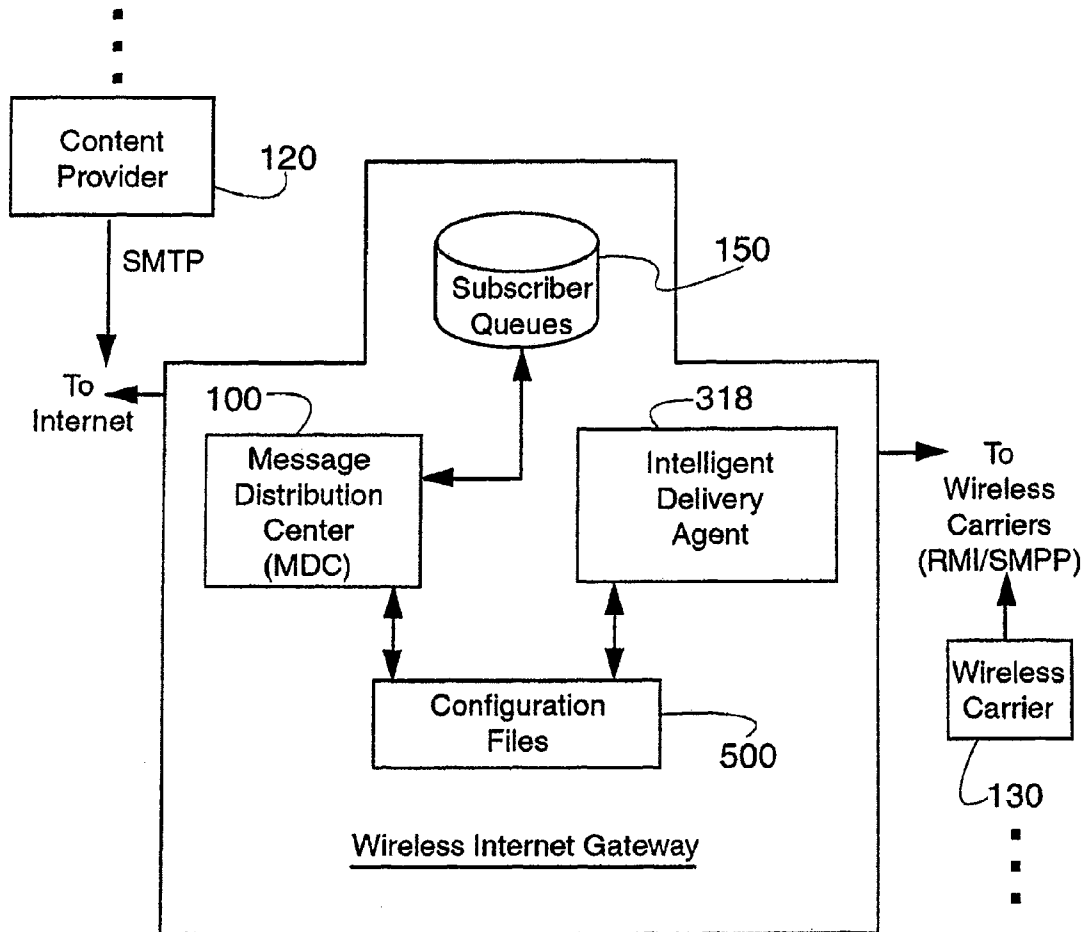 Content
Provider
120
SMTP
To
Internet
Subscriber
Queues
150
100
Message
Distribution
Center
(MDC)
318
Intelligent
Delivery
Agent
To
Wireless
Carriers
(RMI/SMPP)
Configuration
Files
500
Wireless
Carrier
130
Wireless Internet Gateway